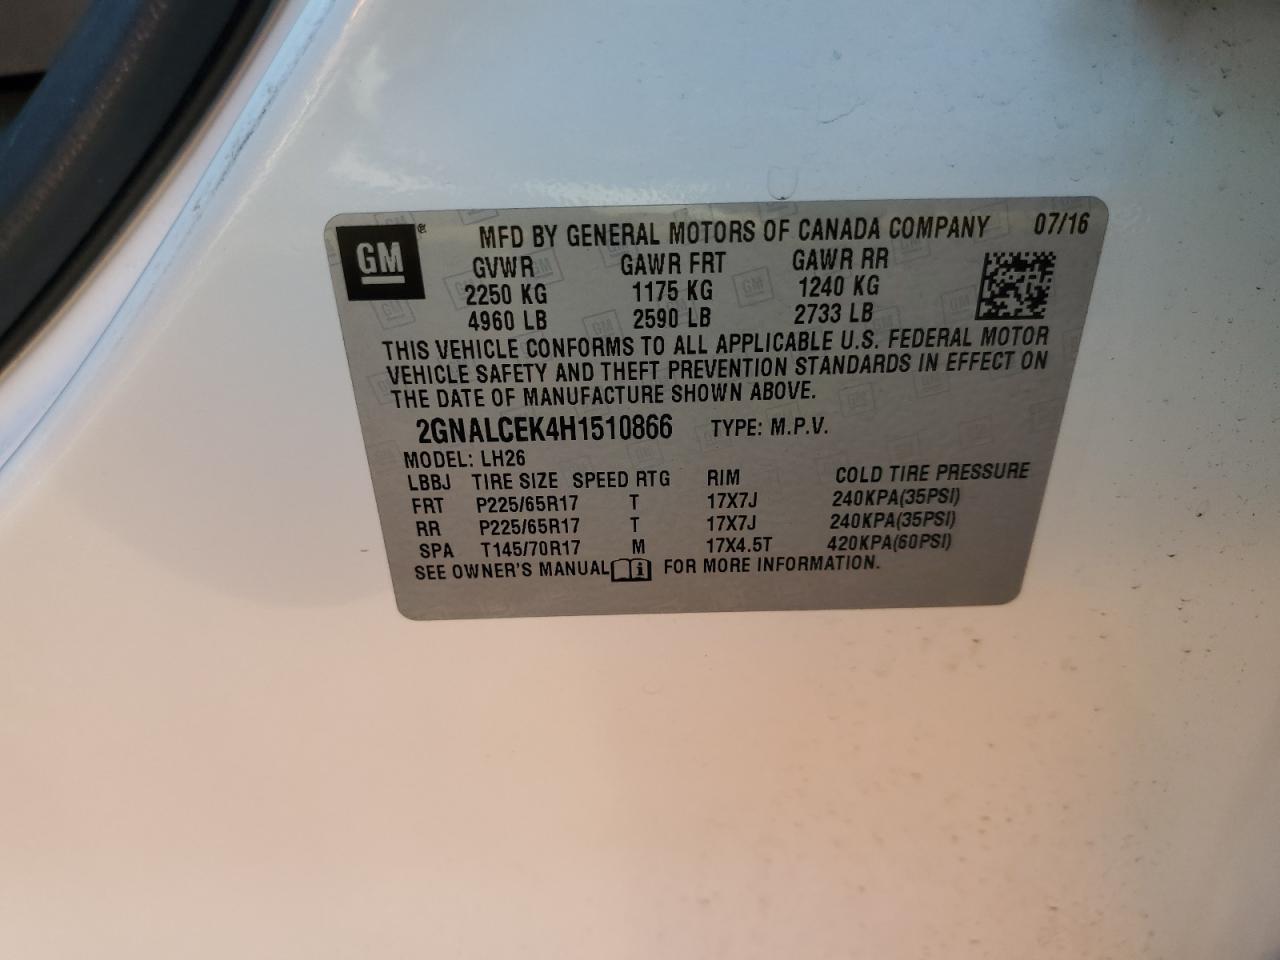 GM®
MFD BY GENERAL MOTORS OF CANADA COMPANY 07/16
GVWR GAWR FRT GAWR RR
2250 KG 1175 KG 1240 KG
4960 LB 2590 LB 2733 LB
THIS VEHICLE CONFORMS TO ALL APPLICABLE U.S. FEDERAL MOTOR
VEHICLE SAFETY AND THEFT PREVENTION STANDARDS IN EFFECT ON
THE DATE OF MANUFACTURE SHOWN ABOVE.
2GNALCEK4H1510866 TYPE: M.P.V.
MODEL: LH26
LBBJ TIRE SIZE SPEED RTG RIM COLD TIRE PRESSURE
FRT P225/65R17 T 17X7J 240KPA(35PSI)
RR P225/65R17 T 17X7J 240KPA(35PSI)
SPA T145/70R17 M 17X4.5T 420KPA(60PSI)
SEE OWNER'S MANUAL FOR MORE INFORMATION.